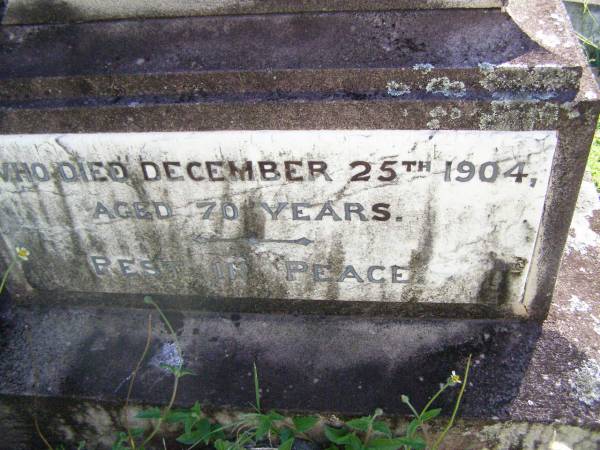 WHO DIED DECEMBER 25TH 1904,
AGED 70 YEARS.
REST IN PEACE